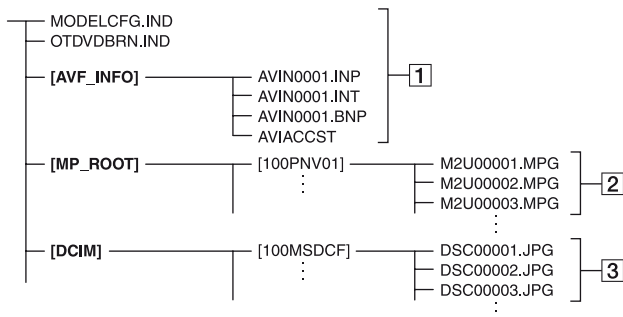 MODELCFG.IND
OTDVDBRN.IND
[AVF_INFO] AVIN0001.INP
AVIN0001.INT
AVIN0001.BNP
AVIACCST
1
[MP_ROOT] [100PNV01] M2U00001.MPG
M2U00002.MPG
M2U00003.MPG
2
[DCIM] [100MSDCF] DSC00001.JPG
DSC00002.JPG
DSC00003.JPG
3